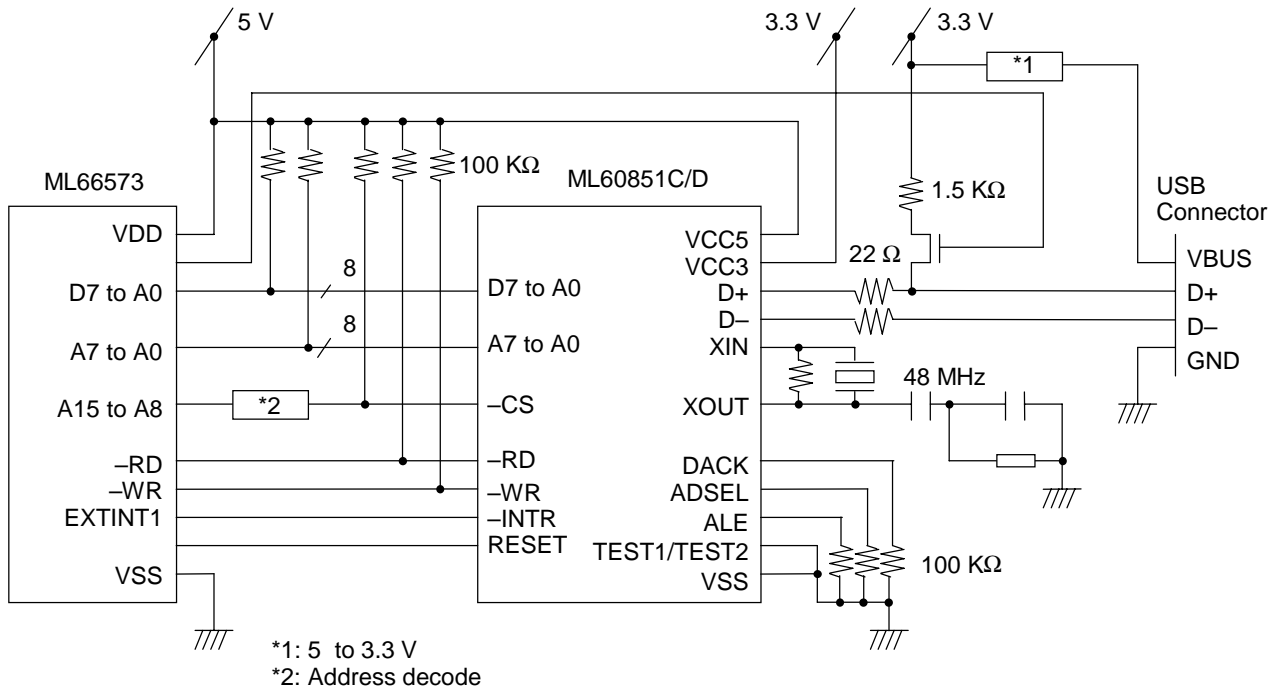 5 V
3.3 V
3.3 V
*1
100 KΩ
ML66573
ML60851C/D
1.5 KΩ
USB
Connector
VDD
VCC5
VCC3
22 Ω
VBUS
8
D7 to A0
D7 to A0
D+
D+
D–
D–
8
A7 to A0
A7 to A0
XIN
GND
48 MHz
A15 to A8
*2
–CS
XOUT
–RD
–RD
DACK
–WR
–WR
ADSEL
EXTINT1
–INTR
ALE
RESET
TEST1/TEST2
100 KΩ
VSS
VSS
*1: 5 to 3.3 V
*2: Address decode